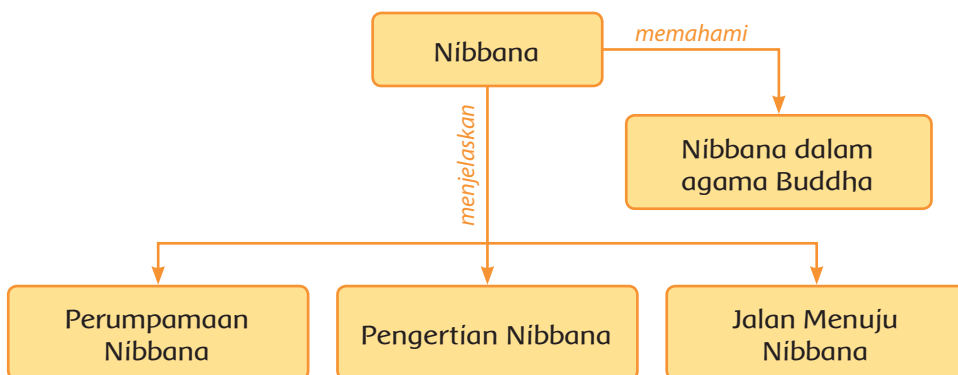 Nibbana
memahami
Nibbana dalam
agama Buddha
menjelaskan
Perumpamaan
Nibbana
Pengertian Nibbana
Jalan Menuju
Nibbana